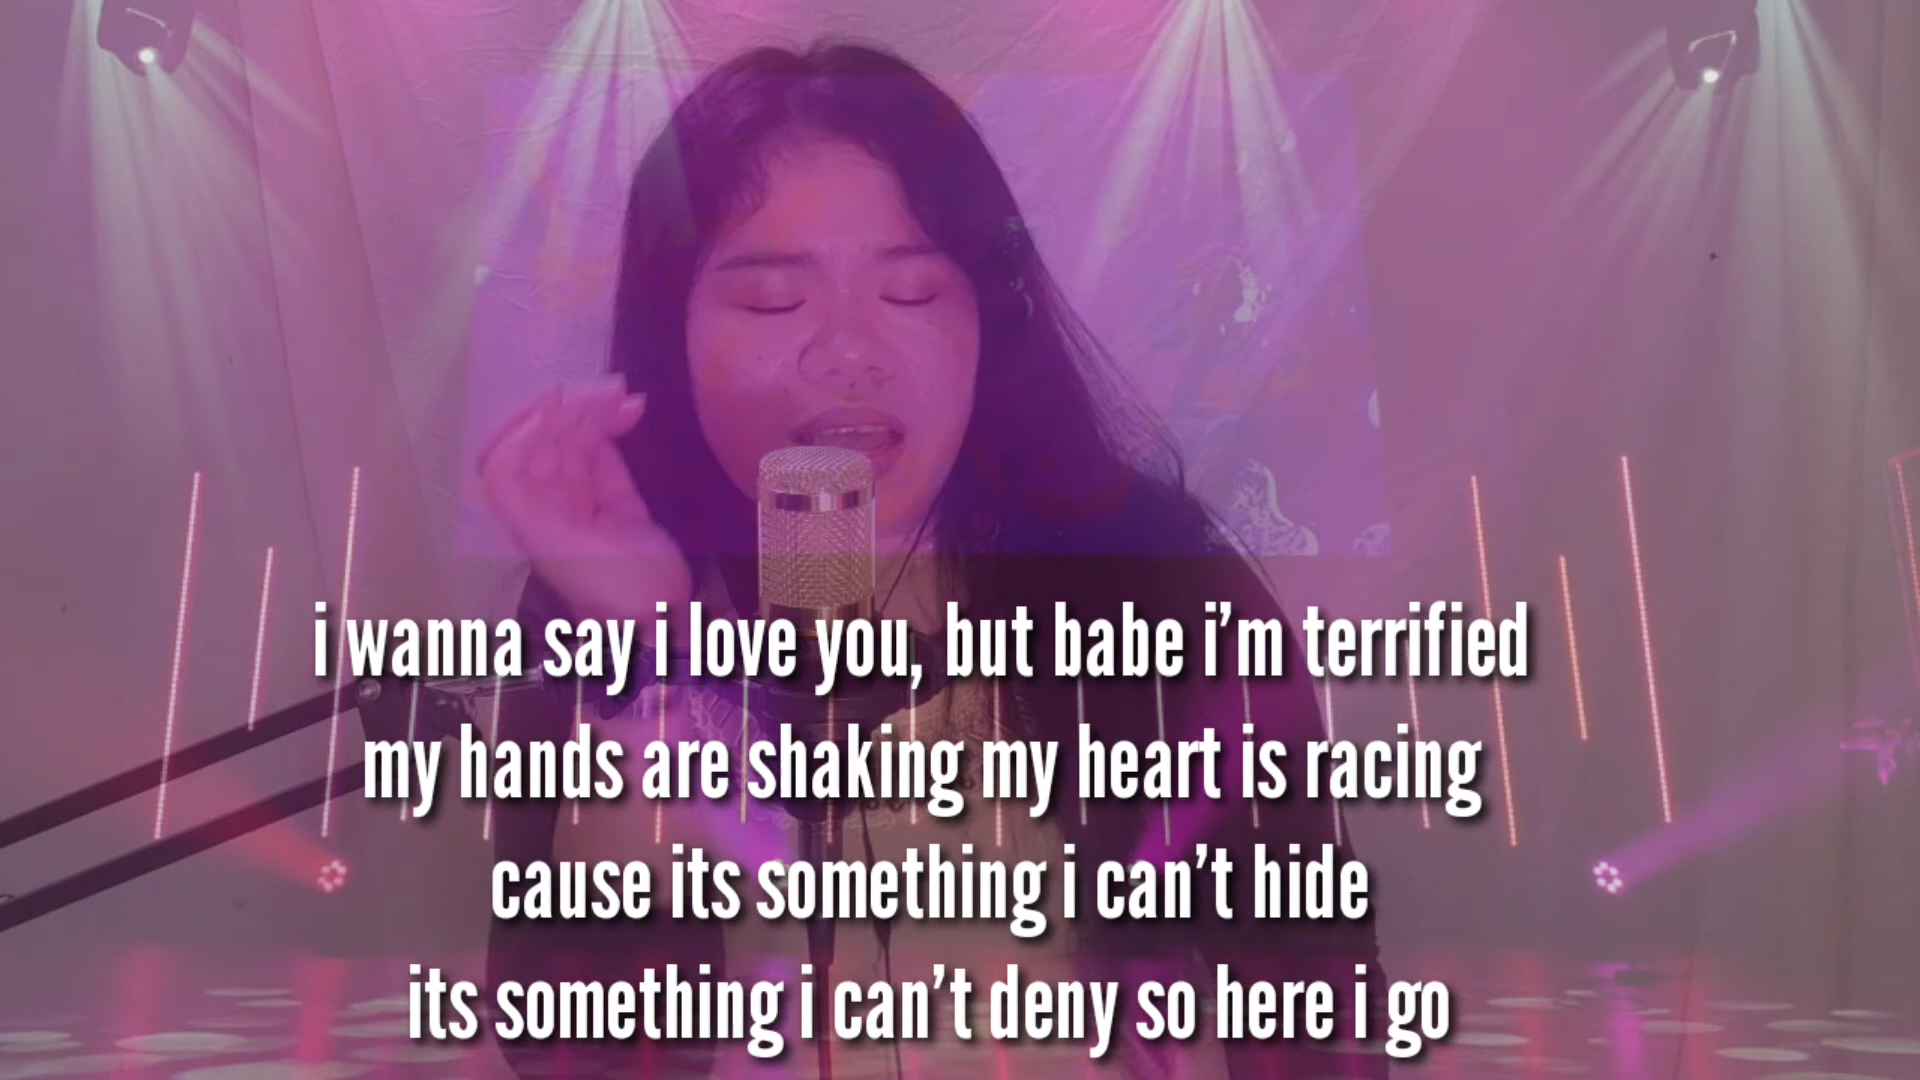 i wanna say i love you, but babe i'm terrified
my hands are shaking my heart is racing
cause its something i can't hide
its something i can't deny so here i go